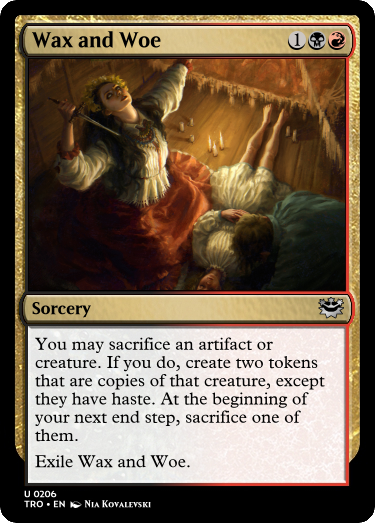 Wax and Woe
1
Sorcery
You may sacrifice an artifact or
creature. If you do, create two tokens
that are copies of that creature, except
they have haste. At the beginning of
your next end step, sacrifice one of
them.
Exile Wax and Woe.
U 0206
TRO • EN Nia Kovalevski